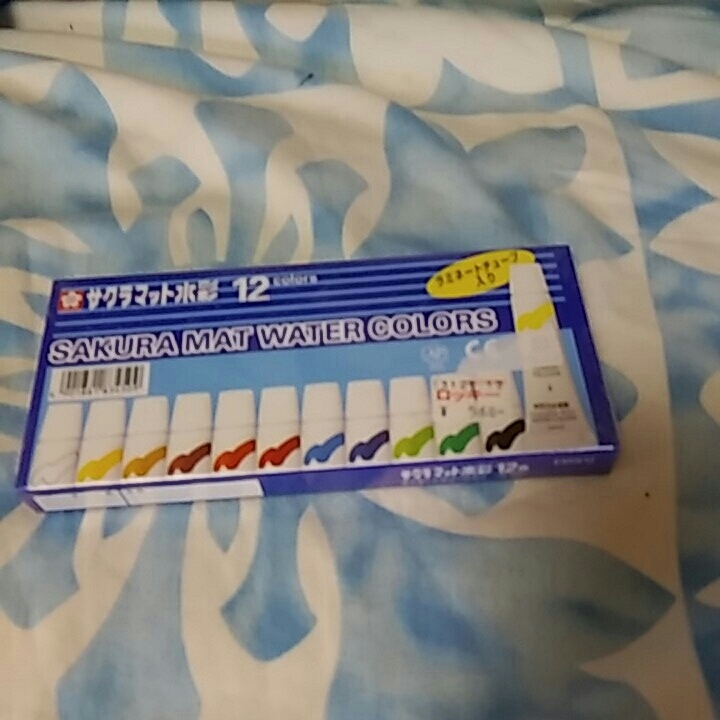 サクラマット水彩 12 colors
ラミネートチューブ
入り
SAKURA MAT WATER COLORS
ロッキー
¥
サクラマット水彩 12色